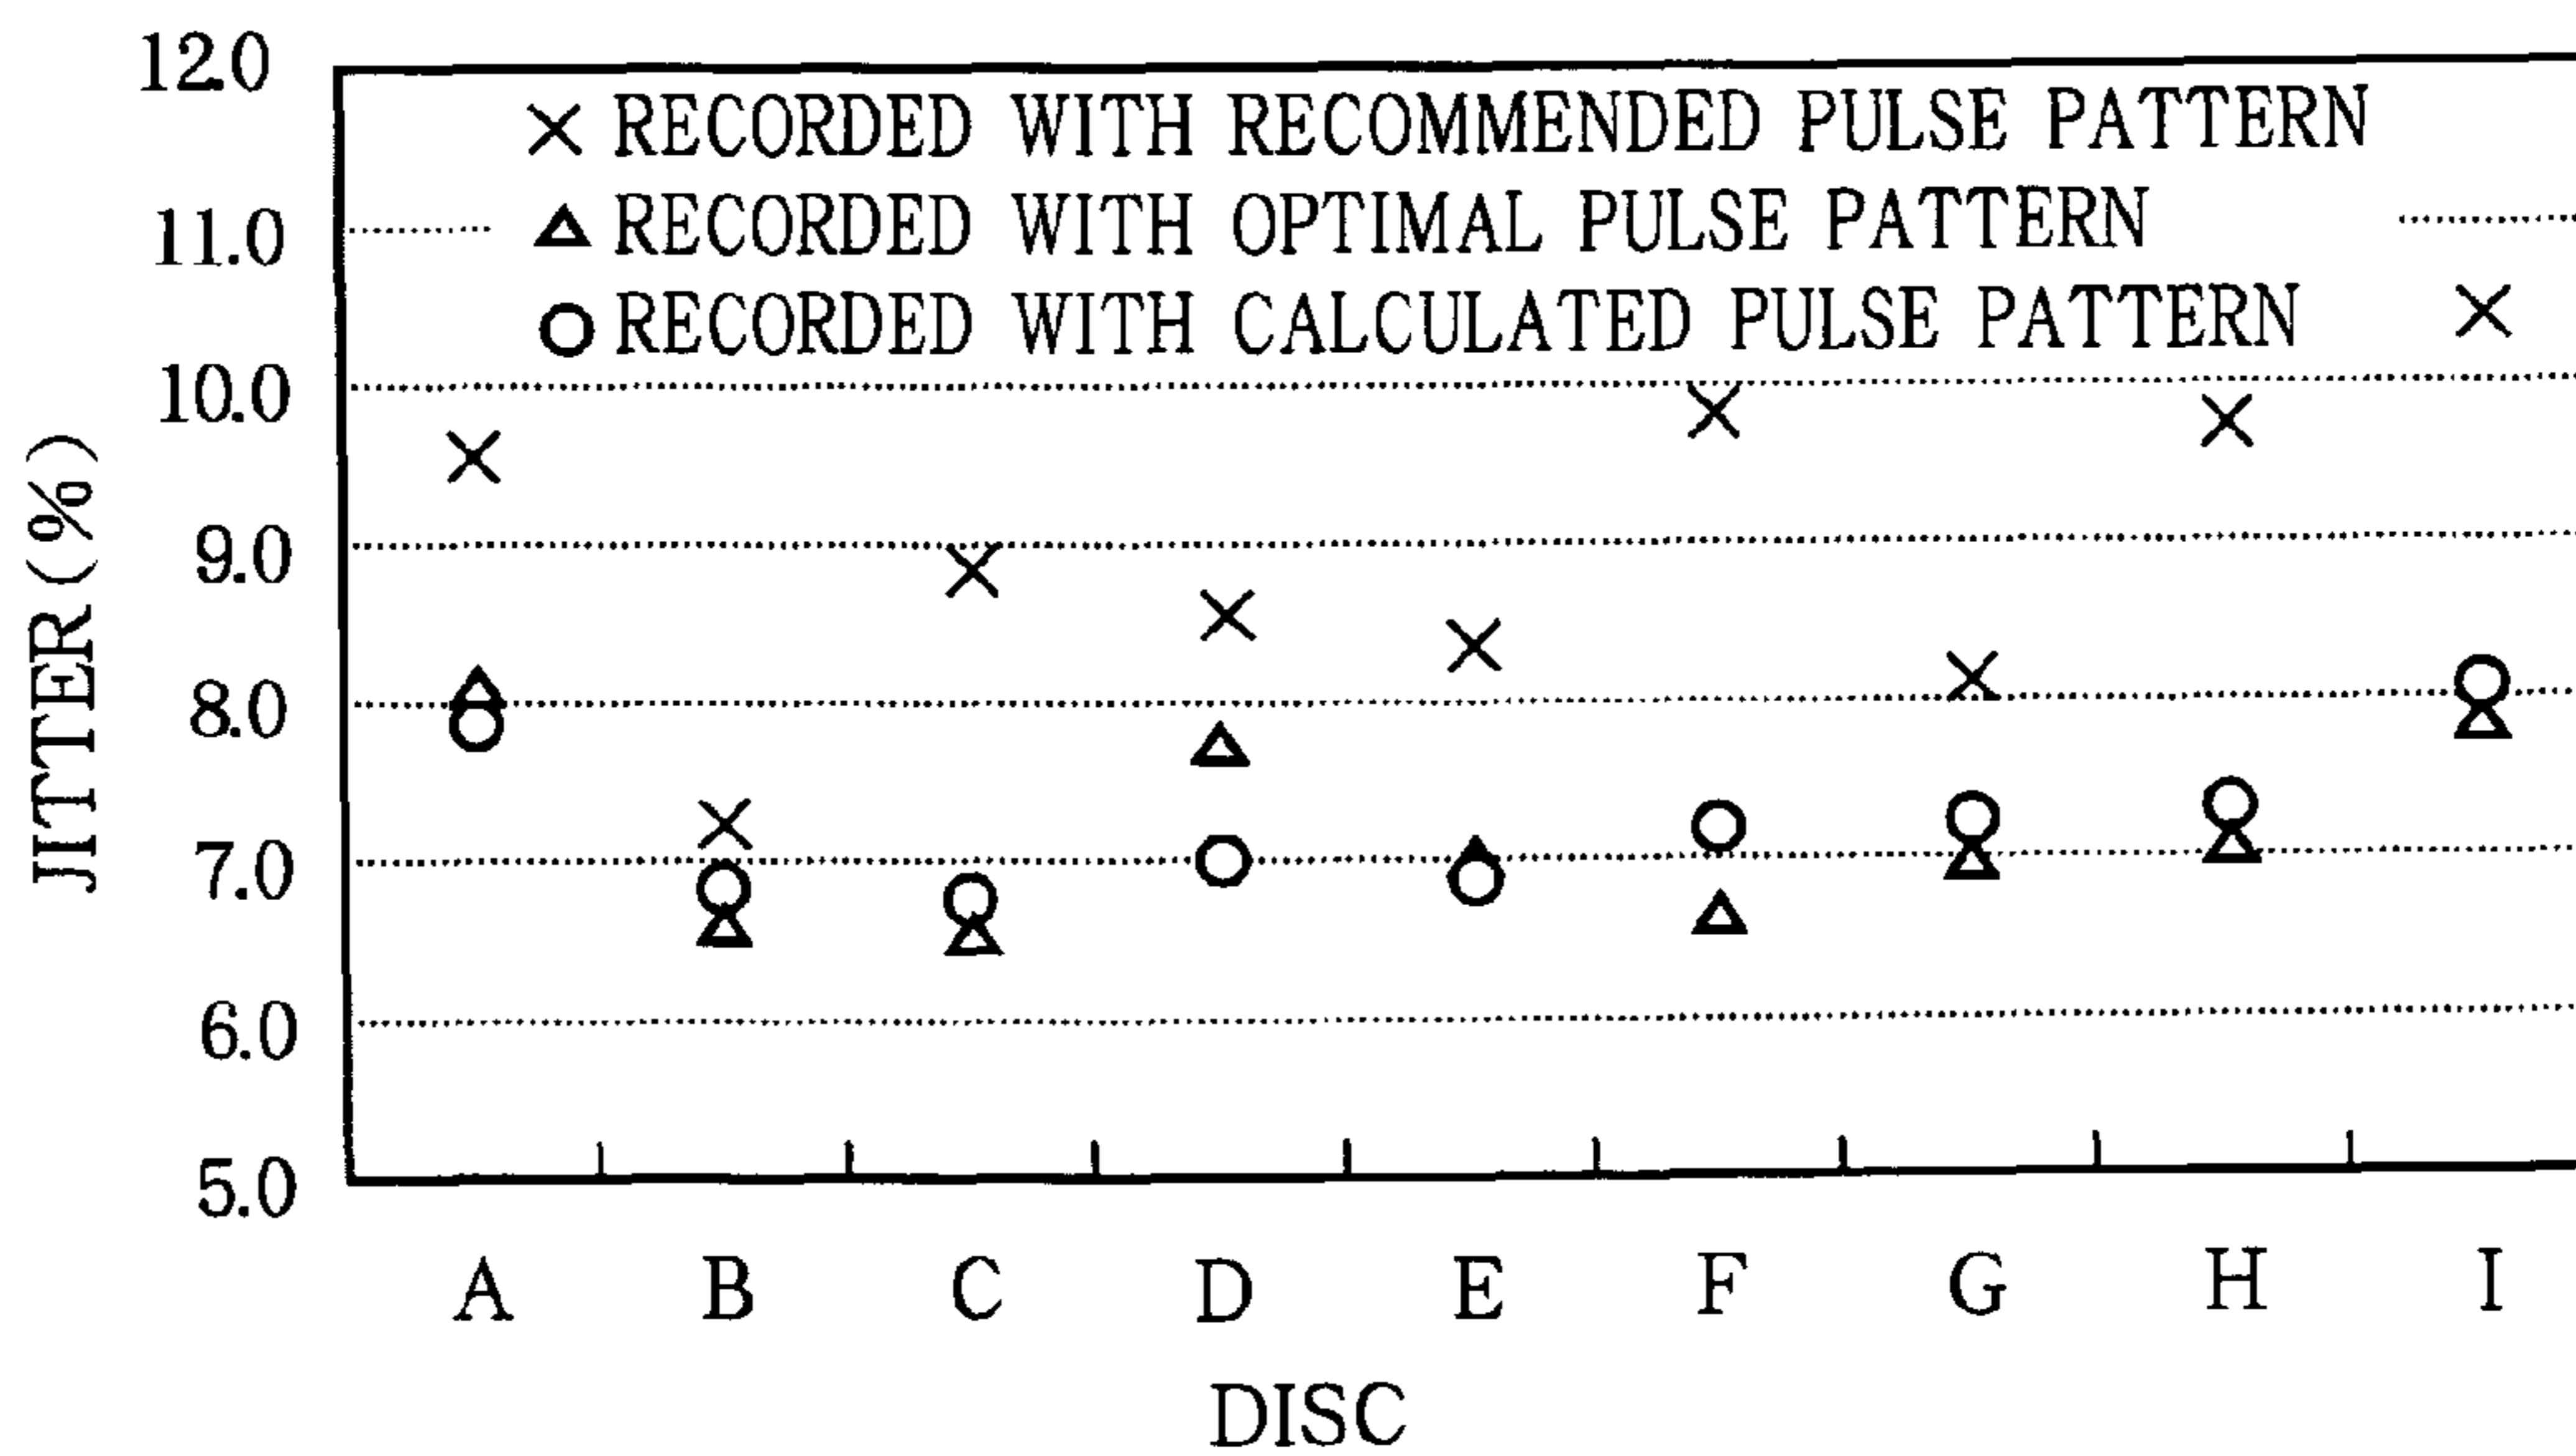 12.0
× RECORDED WITH RECOMMENDED PULSE PATTERN
11.0
△ RECORDED WITH OPTIMAL PULSE PATTERN
○ RECORDED WITH CALCULATED PULSE PATTERN
10.0
9.0
8.0
7.0
6.0
5.0
JITTER(%)
A B C D E F G H I
DISC